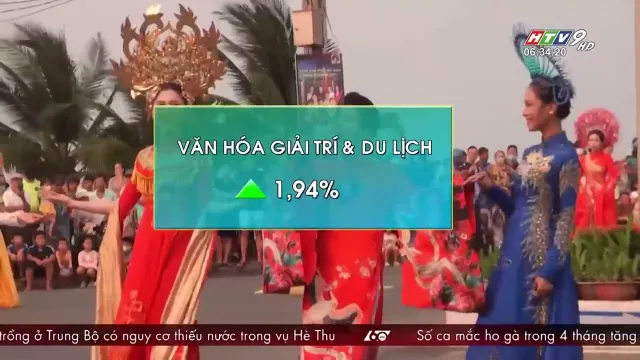 HTV9 HD
06:34:20
VĂN HÓA GIẢI TRÍ & DU LỊCH
1,94%
trồng ở Trung Bộ có nguy cơ thiếu nước trong vụ Hè Thu
Số ca mắc ho gà trong 4 tháng tăng